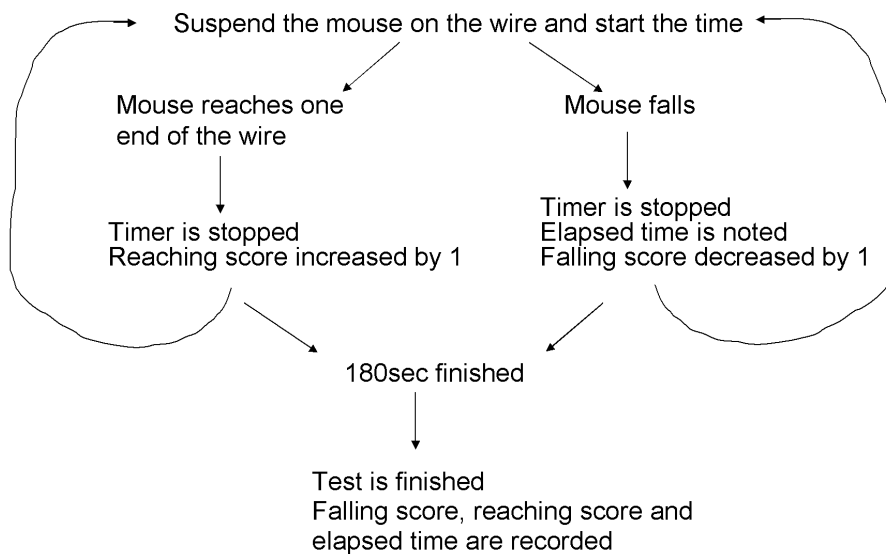 Suspend the mouse on the wire and start the time
Mouse reaches one
end of the wire
Mouse falls
Timer is stopped
Reaching score increased by 1
Timer is stopped
Elapsed time is noted
Falling score decreased by 1
180sec finished
Test is finished
Falling score, reaching score and
elapsed time are recorded